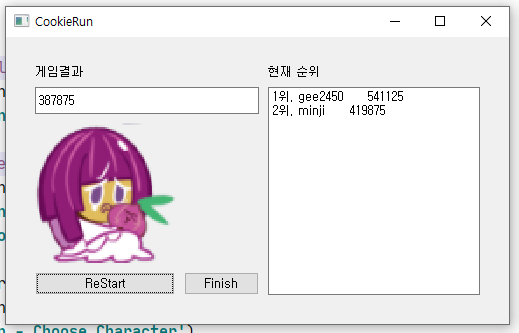 CookieRun
게임결과
387875
현재 순위
1위, gee2450 541125
2위, minji 419875
ReStart
Finish
- Choose Character')